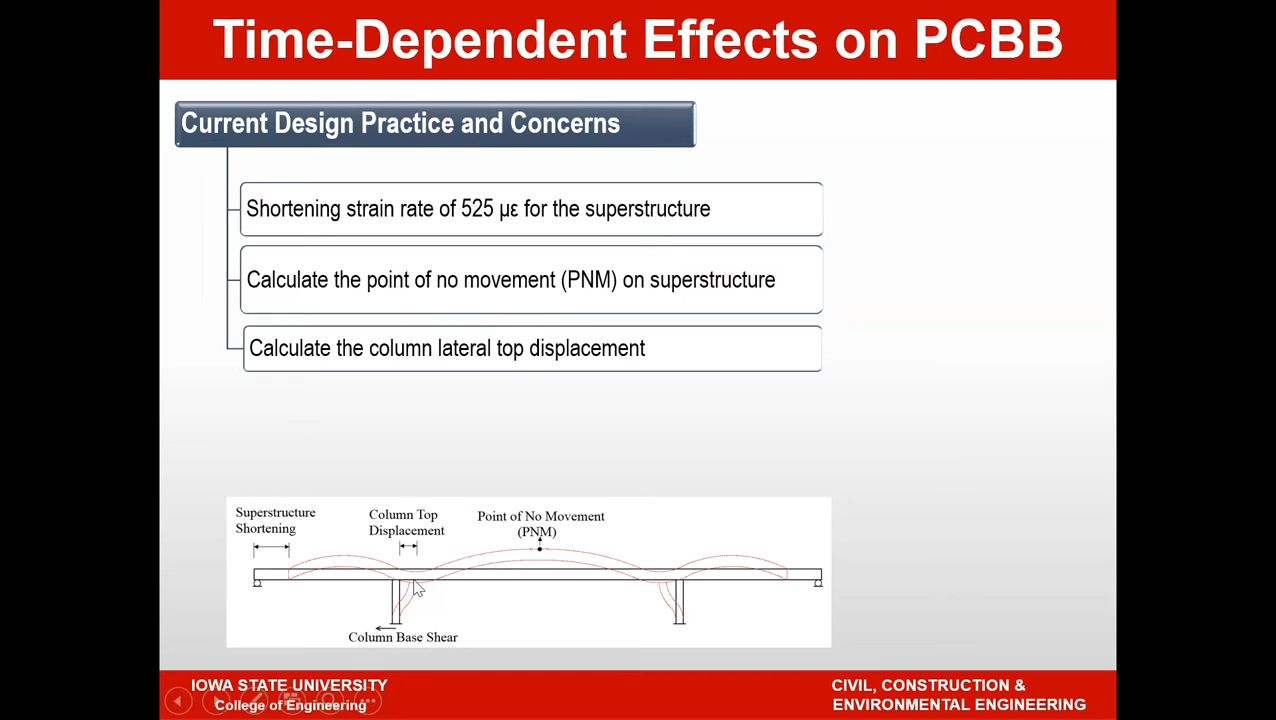 Time-Dependent Effects on PCBB
Current Design Practice and Concerns
Shortening strain rate of 525 με for the superstructure
Calculate the point of no movement (PNM) on superstructure
Calculate the column lateral top displacement
Superstructure
Shortening
Column Top
Displacement
Point of No Movement
(PNM)
Column Base Shear
IOWA STATE UNIVERSITY
College of Engineering
CIVIL, CONSTRUCTION &
ENVIRONMENTAL ENGINEERING